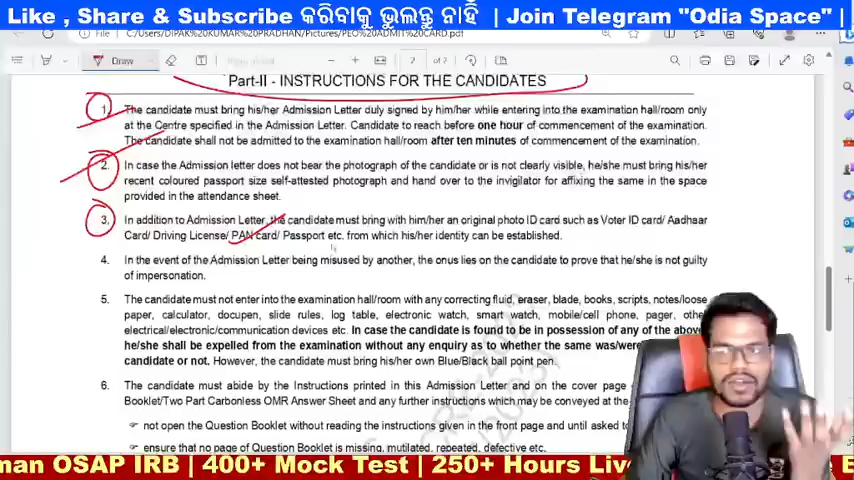 Like , Share & Subscribe କରିବାକୁ ଭୁଲନ୍ତୁ ନାହିଁ | Join Telegram "Odia Space" |
File C:/Users/DIPAK%20KUMAR%20PRADHAN/Pictures/PEO%20ADMIT%20CARD.pdf
Draw 2 of 2
Part-II - INSTRUCTIONS FOR THE CANDIDATES
1. The candidate must bring his/her Admission Letter duly signed by him/her while entering into the examination hall/room only
at the Centre specified in the Admission Letter. Candidate to reach before one hour of commencement of the examination.
The candidate shall not be admitted to the examination hall/room after ten minutes of commencement of the examination.
2. In case the Admission letter does not bear the photograph of the candidate or is not clearly visible, he/she must bring his/her
recent coloured passport size self-attested photograph and hand over to the invigilator for affixing the same in the space
provided in the attendance sheet.
3. In addition to Admission Letter, the candidate must bring with him/her an original photo ID card such as Voter ID card/ Aadhaar
Card/ Driving License/ PAN card/ Passport etc. from which his/her identity can be established.
4. In the event of the Admission Letter being misused by another, the onus lies on the candidate to prove that he/she is not guilty
of impersonation.
5. The candidate must not enter into the examination hall/room with any correcting fluid, eraser, blade, books, scripts, notes/loose
paper, calculator, docupen, slide rules, log table, electronic watch, smart watch, mobile/cell phone, pager, othe
electrical/electronic/communication devices etc. In case the candidate is found to be in possession of any of the above
he/she shall be expelled from the examination without any enquiry as to whether the same was/were
candidate or not. However, the candidate must bring his/her own Blue/Black ball point pen.
6. The candidate must abide by the Instructions printed in this Admission Letter and on the cover page
Booklet/Two Part Carbonless OMR Answer Sheet and any further instructions which may be conveyed at the
not open the Question Booklet without reading the instructions given in the front page and until asked to
ensure that no page of Question Booklet is missing, mutilated, repeated, defective etc.
man OSAP IRB | 400+ Mock Test | 250+ Hours Liv